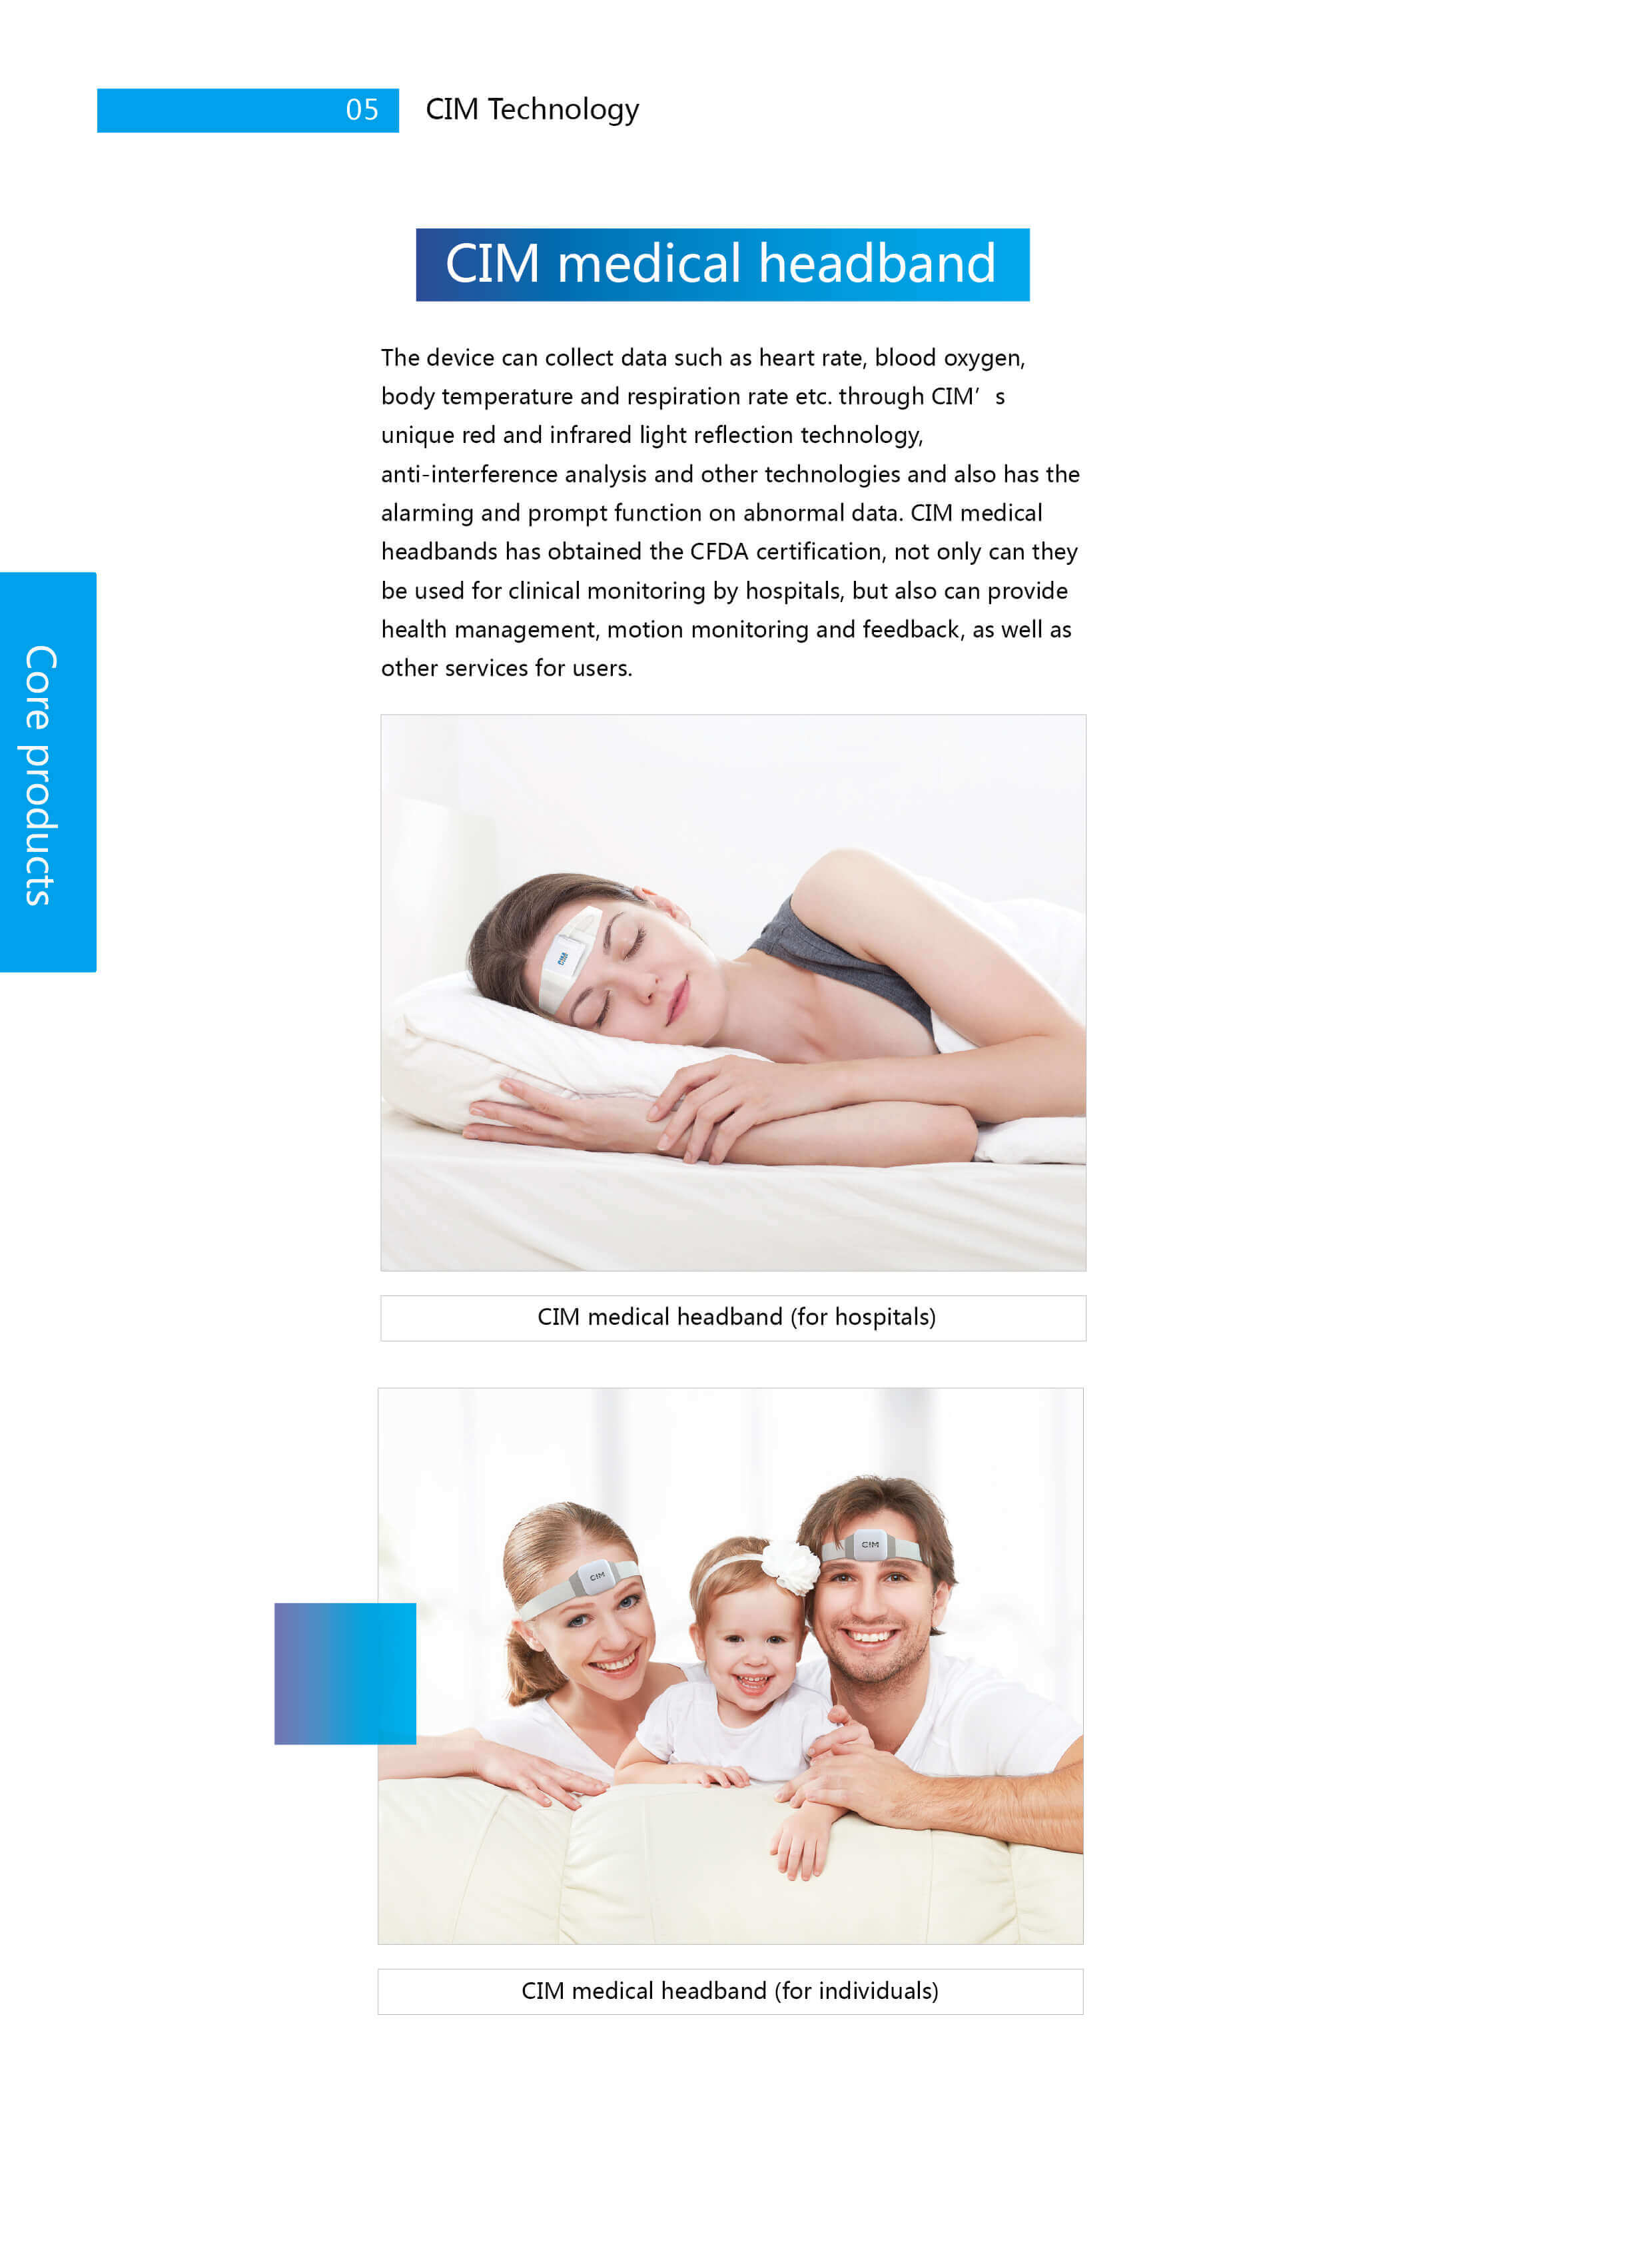 05 CIM Technology
CIM medical headband
The device can collect data such as heart rate, blood oxygen,
body temperature and respiration rate etc. through CIM’s
unique red and infrared light reflection technology,
anti-interference analysis and other technologies and also has the
alarming and prompt function on abnormal data. CIM medical
headbands has obtained the CFDA certification, not only can they
be used for clinical monitoring by hospitals, but also can provide
health management, motion monitoring and feedback, as well as
other services for users.
Core products
CIM
CIM medical headband (for hospitals)
CIM
CIM
CIM medical headband (for individuals)